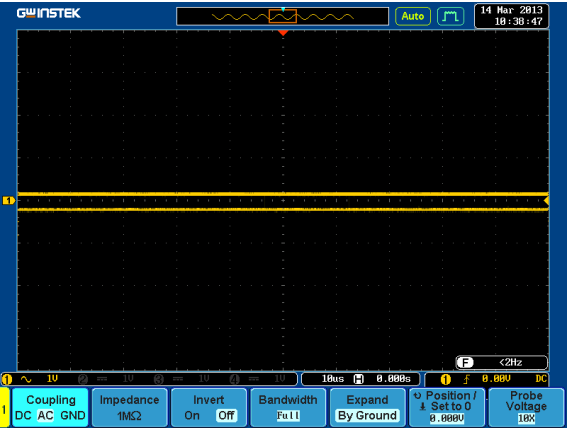 GWINSTEK
Auto
14 Mar 2013
10:38:47
1
F <2Hz
1 1V 2 1V 3 1V 4 1V
10us H 0.000s
1 0.00V DC
1
Coupling
DC AC GND
Impedance
1MΩ
Invert
On Off
Bandwidth
Full
Expand
By Ground
Position /
Set to 0
0.000V
Probe
Voltage
10X